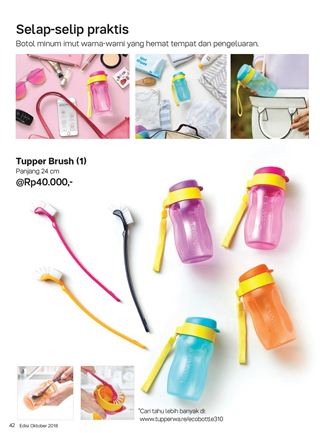 Selap-selip praktis
Botol minum imut warna-warni yang hemat tempat dan pengeluaran.
Tupper Brush (1)
Panjang 24 cm
@Rp40.000,-
*Cari tahu lebih banyak di:
www.tupperware/ecobottle310
42 Edisi Oktober 2018